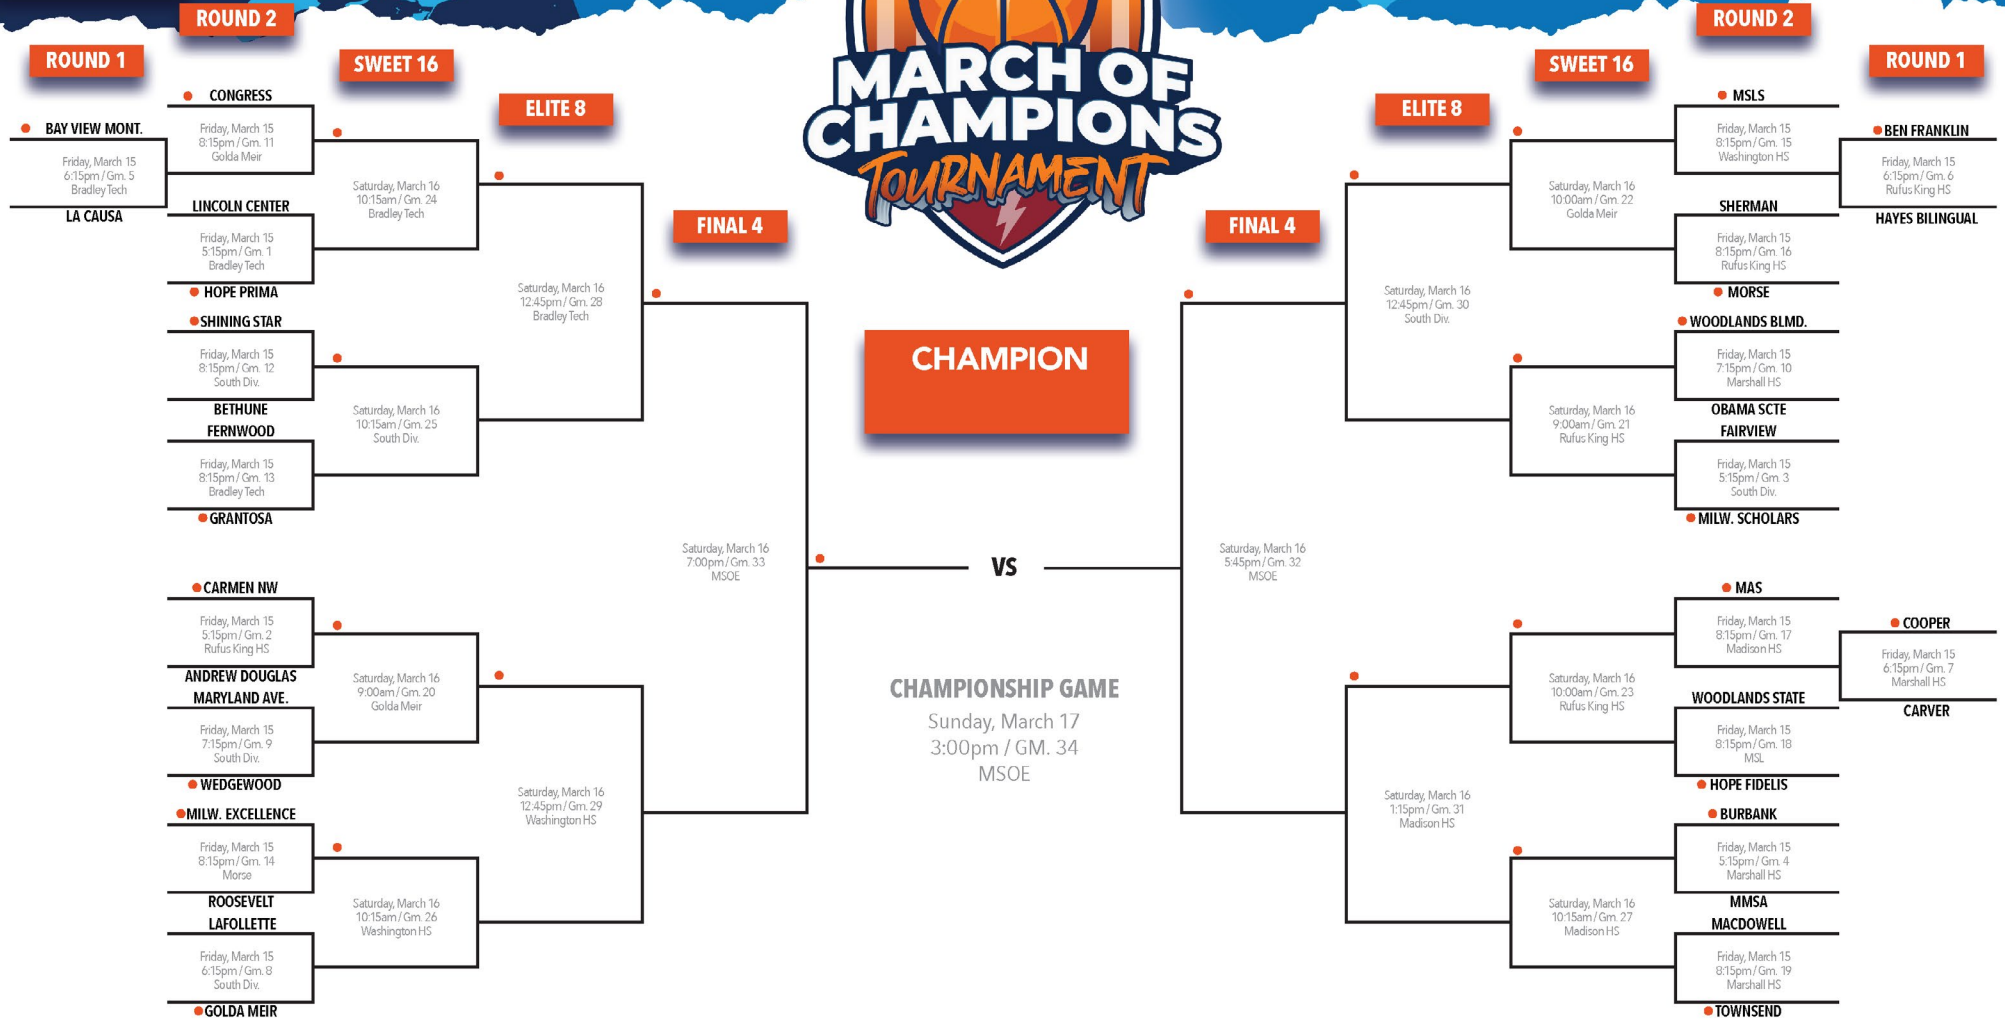 MARCH OF
CHAMPIONS
TOURNAMENT
ROUND 1
ROUND 2
SWEET 16
ELITE 8
FINAL 4
BAY VIEW MONT.
Friday, March 15
6:15pm / Gm. 5
Bradley Tech
LA CAUSA
CONGRESS
Friday, March 15
8:15pm / Gm. 11
Golda Meir
LINCOLN CENTER
Friday, March 15
5:15pm / Gm. 1
Bradley Tech
HOPE PRIMA
SHINING STAR
Friday, March 15
8:15pm / Gm. 12
South Div.
BETHUNE
FERNWOOD
Friday, March 15
8:15pm / Gm. 13
Bradley Tech
GRANTOSA
CARMEN NW
Friday, March 15
5:15pm / Gm. 2
Rufus King HS
ANDREW DOUGLAS
MARYLAND AVE.
Friday, March 15
7:15pm / Gm. 9
South Div.
WEDGEWOOD
MILW. EXCELLENCE
Friday, March 15
8:15pm / Gm. 14
Morse
ROOSEVELT
LAFOLLETTE
Friday, March 15
6:15pm / Gm. 8
South Div.
GOLDA MEIR
Saturday, March 16
10:15am / Gm. 24
Bradley Tech
Saturday, March 16
10:15am / Gm. 25
South Div.
Saturday, March 16
9:00am / Gm. 20
Golda Meir
Saturday, March 16
10:15am / Gm. 26
Washington HS
Saturday, March 16
12:45pm / Gm. 28
Bradley Tech
Saturday, March 16
12:45pm / Gm. 29
Washington HS
Saturday, March 16
7:00pm / Gm. 33
MSOE
CHAMPION
VS
CHAMPIONSHIP GAME
Sunday, March 17
3:00pm / GM. 34
MSOE
FINAL 4
ELITE 8
SWEET 16
ROUND 2
ROUND 1
Saturday, March 16
5:45pm / Gm. 32
MSOE
Saturday, March 16
12:45pm / Gm. 30
South Div.
Saturday, March 16
1:15pm / Gm. 31
Madison HS
Saturday, March 16
10:00am / Gm. 22
Golda Meir
Saturday, March 16
9:00am / Gm. 21
Rufus King HS
Saturday, March 16
10:00am / Gm. 23
Rufus King HS
Saturday, March 16
10:15am / Gm. 27
Madison HS
MSLS
Friday, March 15
8:15pm / Gm. 15
Washington HS
SHERMAN
Friday, March 15
8:15pm / Gm. 16
Rufus King HS
MORSE
WOODLANDS BLMD.
Friday, March 15
7:15pm / Gm. 10
Marshall HS
OBAMA SCTE
FAIRVIEW
Friday, March 15
5:15pm / Gm. 3
South Div.
MILW. SCHOLARS
MAS
Friday, March 15
8:15pm / Gm. 17
Madison HS
WOODLANDS STATE
Friday, March 15
8:15pm / Gm. 18
MSL
HOPE FIDELIS
BURBANK
Friday, March 15
5:15pm / Gm. 4
Marshall HS
MMSA
MACDOWELL
Friday, March 15
8:15pm / Gm. 19
Marshall HS
TOWNSEND
BEN FRANKLIN
Friday, March 15
6:15pm / Gm. 6
Rufus King HS
HAYES BILINGUAL
COOPER
Friday, March 15
6:15pm / Gm. 7
Marshall HS
CARVER